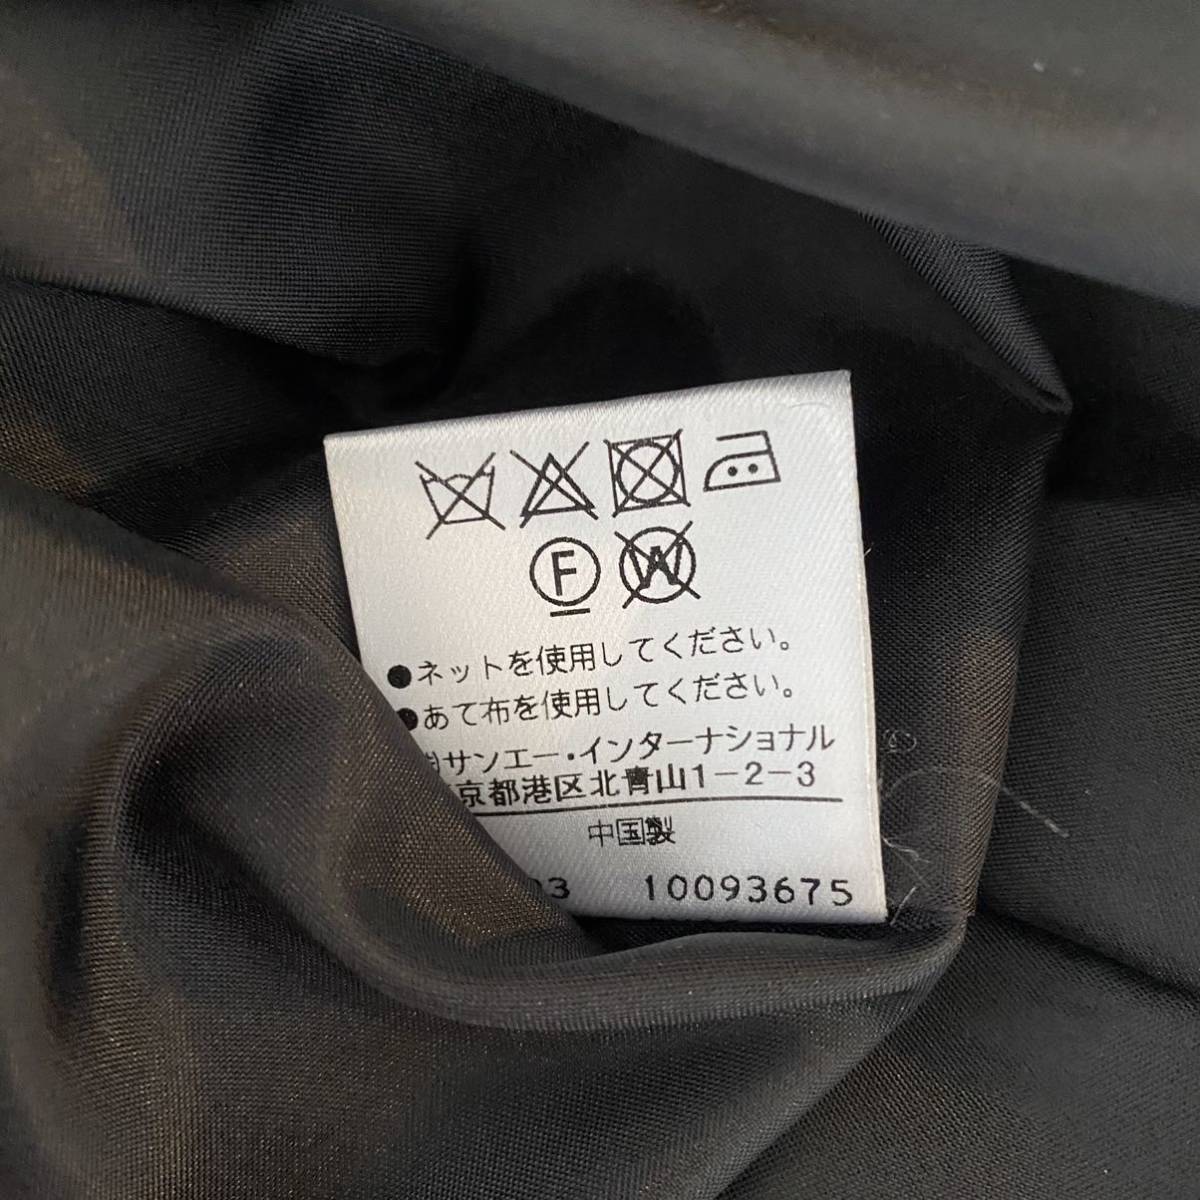 F W
●ネットを使用してください。
●あて布を使用してください。
㈱サンエー・インターナショナル
京都港区北青山1-2-3
中国製
03 10093675